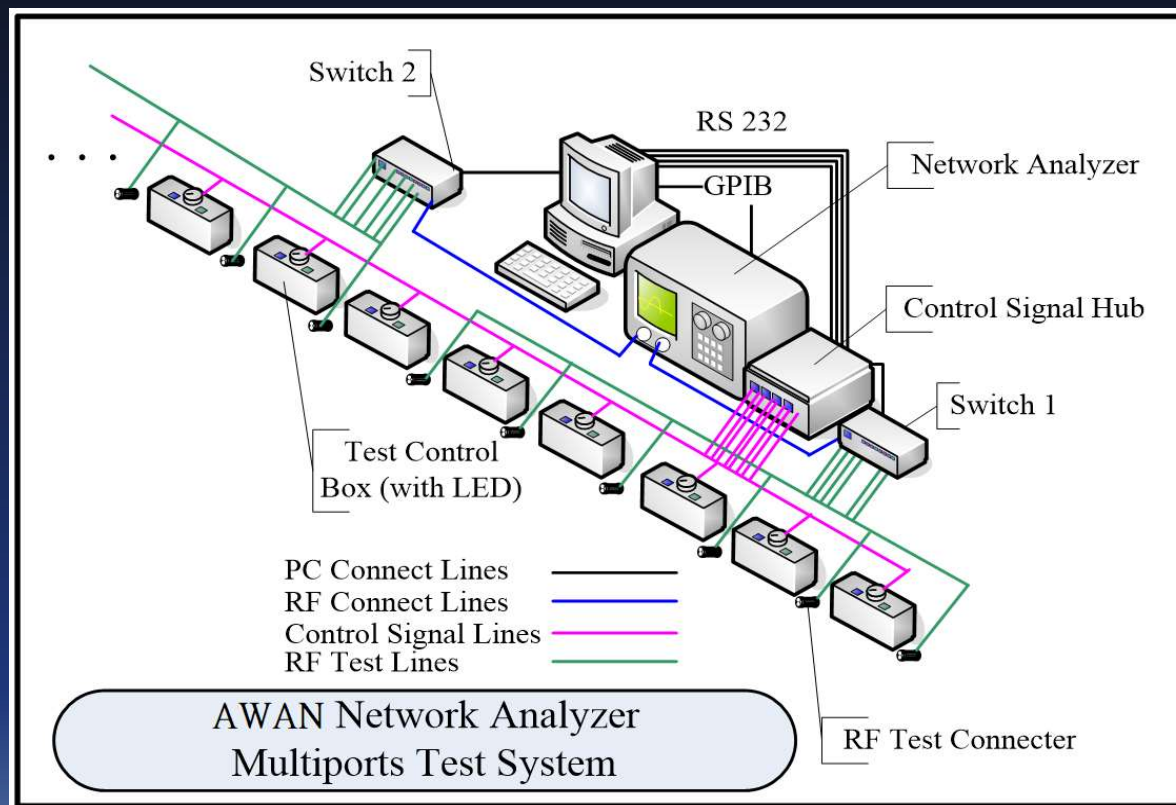 Switch 2
RS 232
Network Analyzer
GPIB
Control Signal Hub
Switch 1
Test Control
Box (with LED)
PC Connect Lines
RF Connect Lines
Control Signal Lines
RF Test Lines
AWAN Network Analyzer
Multiports Test System
RF Test Connecter
. . .